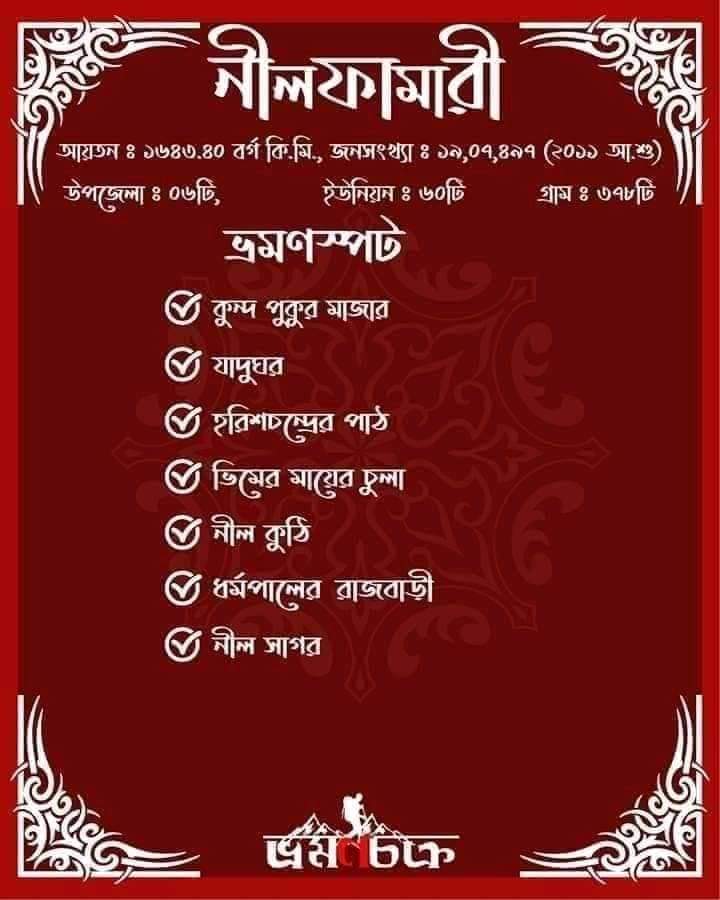 নীলফামারী
আয়তন ঃ ১৬৪৩.৪০ বর্গ কি.মি., জনসংখ্যা ঃ ১৯,০৭,৪৯৭ (২০১১ আ.শু)
উপজেলা ঃ ০৬টি, ইউনিয়ন ঃ ৬০টি গ্রাম ঃ ৩৭৮টি
ভ্রমণস্পট
কুন্দ পুকুর মাজার
যাদুঘর
হরিশচন্দ্রের পাঠ
ভিমের মায়ের চুলা
নীল কুঠি
ধর্মপালের রাজবাড়ী
নীল সাগর
ভ্রমণচক্র